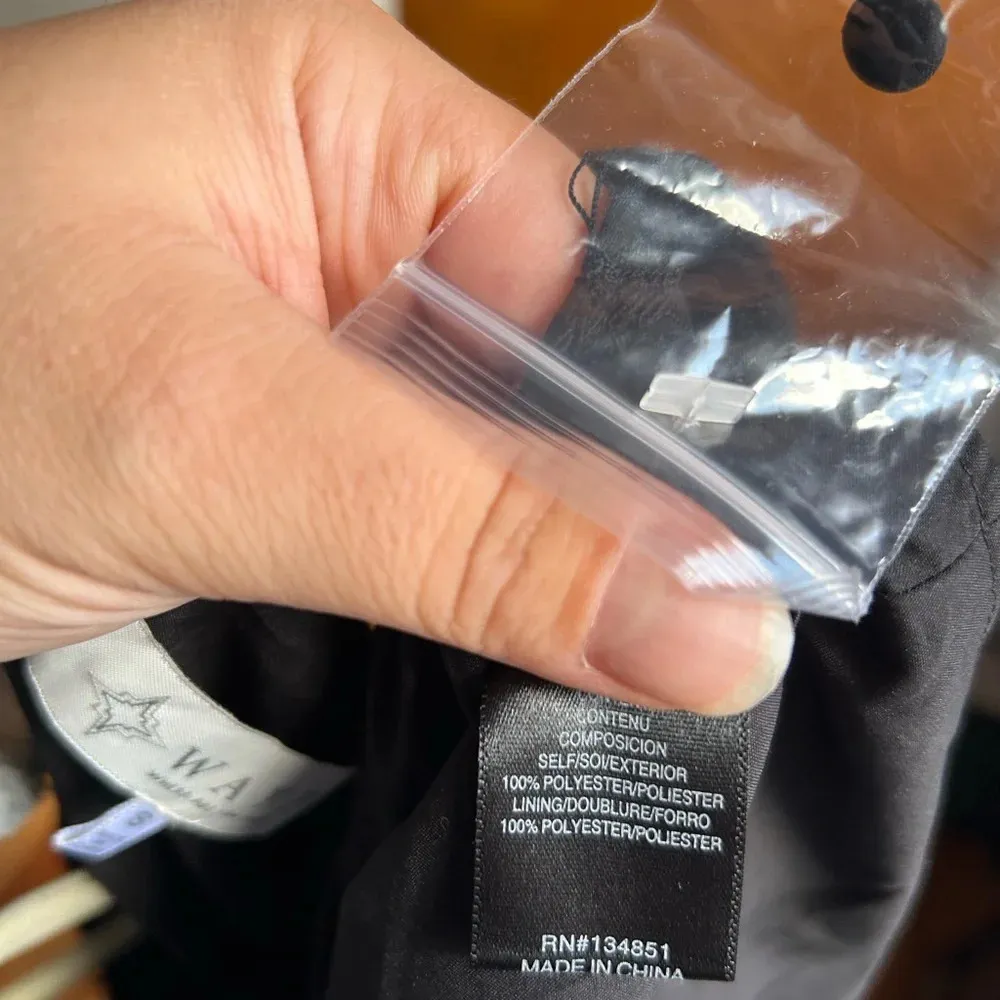 WA
S
CONTENU
COMPOSICION
SELF/SOI/EXTERIOR
100% POLYESTER/POLIESTER
LINING/DOUBLURE/FORRO
100% POLYESTER/POLIESTER
RN#134851
MADE IN CHINA